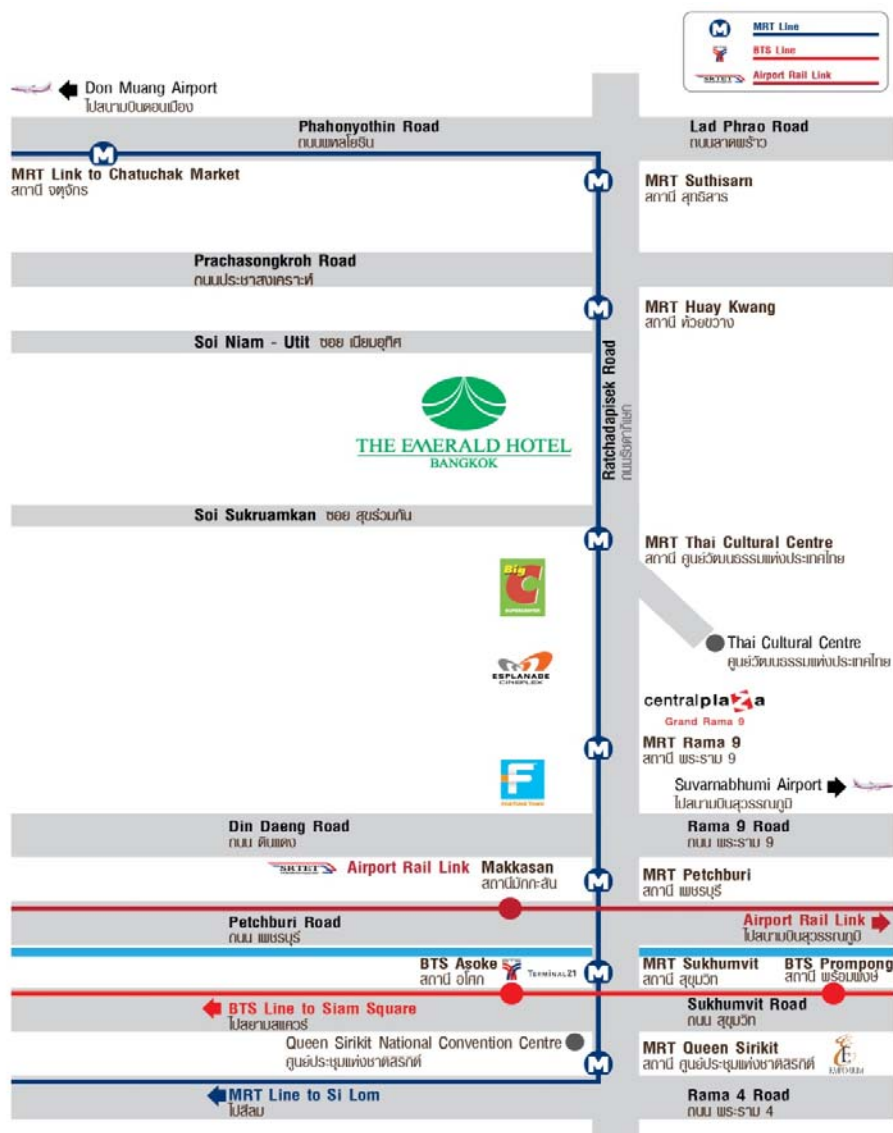 MRT Line
BTS Line
SRTET Airport Rail Link
Don Muang Airport
ไปสนามบินดอนเมือง
Phahonyothin Road
ถนนพหลโยธิน
Lad Phrao Road
ถนนลาดพร้าว
MRT Link to Chatuchak Market
สถานี จตุจักร
MRT Suthisarn
สถานี สุทธิสาร
Prachasongkroh Road
ถนนประชาสงเคราะห์
MRT Huay Kwang
สถานี ห้วยขวาง
Soi Niam - Utit ซอย เนียมอุทิศ
Ratchadapisek Road
ถนนรัชดาภิเษก
THE EMERALD HOTEL
BANGKOK
Soi Sukruamkan ซอย สุขร่วมกัน
MRT Thai Cultural Centre
สถานี ศูนย์วัฒนธรรมแห่งประเทศไทย
Big
C
SUPERCENTER
Thai Cultural Centre
ศูนย์วัฒนธรรมแห่งประเทศไทย
ESPLANADE
CINEPLEX
centralplaza
Grand Rama 9
MRT Rama 9
สถานี พระราม 9
F
FORTUNE TOWN
Suvarnabhumi Airport
ไปสนามบินสุวรรณภูมิ
Din Daeng Road
ถนน ดินแดง
Rama 9 Road
ถนน พระราม 9
SRTET Airport Rail Link Makkasan
สถานีมักกะสัน
MRT Petchburi
สถานี เพชรบุรี
Petchburi Road
ถนน เพชรบุรี
Airport Rail Link
ไปสนามบินสุวรรณภูมิ
BTS Asoke
สถานี อโศก
TERMINAL21
MRT Sukhumvit
สถานี สุขุมวิท
BTS Prompong
สถานี พร้อมพงษ์
BTS Line to Siam Square
ไปสยามสแควร์
Sukhumvit Road
ถนน สุขุมวิท
Queen Sirikit National Convention Centre
ศูนย์ประชุมแห่งชาติสิริกิติ์
MRT Queen Sirikit
สถานี ศูนย์ประชุมแห่งชาติสิริกิติ์
E
EMPORIUM
MRT Line to Si Lom
ไปสีลม
Rama 4 Road
ถนน พระราม 4